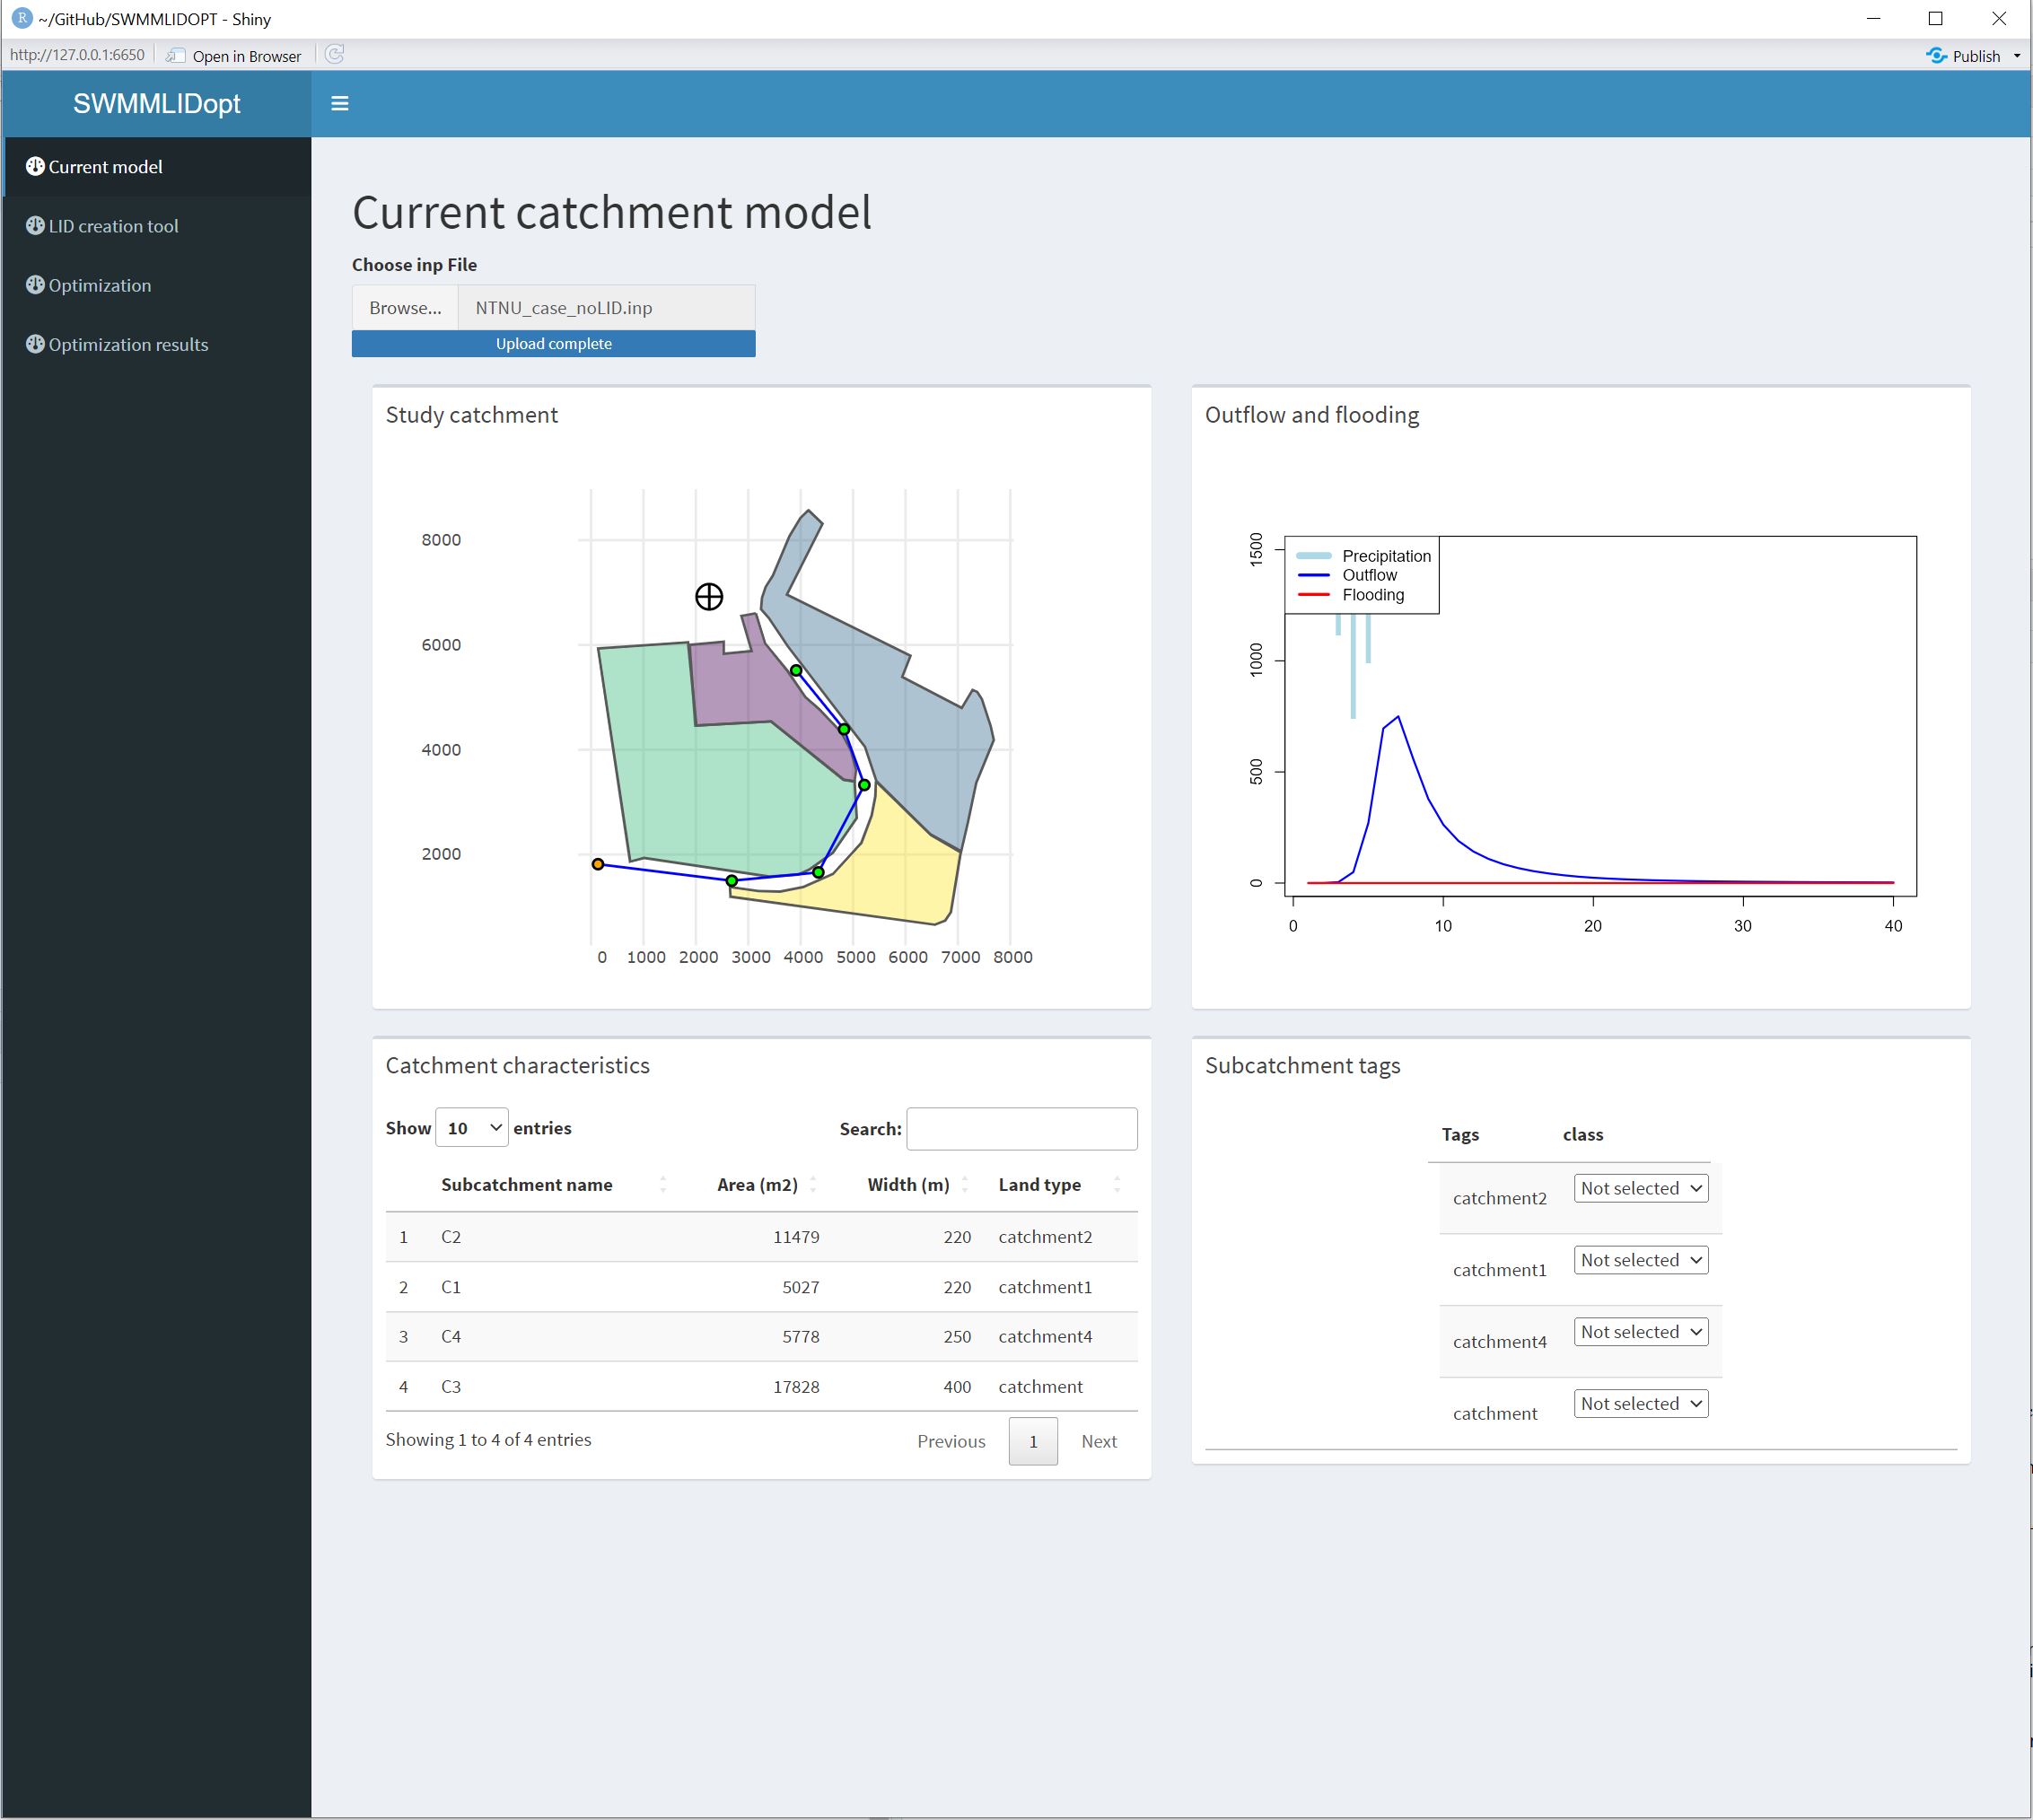 ~/GitHub/SWMMLIDOPT - Shiny
http://127.0.0.1:6650 Open in Browser Publish
SWMMLIDopt
Current model
LID creation tool
Optimization
Optimization results
Current catchment model
Choose inp File
Browse... NTNU_case_noLID.inp
Upload complete
Study catchment
8000
6000
4000
2000
0 1000 2000 3000 4000 5000 6000 7000 8000
Outflow and flooding
Precipitation
Outflow
Flooding
1500
1000
500
0
0 10 20 30 40
Catchment characteristics
Show 10 entries Search:
Subcatchment name Area (m2) Width (m) Land type
1 C2 11479 220 catchment2
2 C1 5027 220 catchment1
3 C4 5778 250 catchment4
4 C3 17828 400 catchment
Showing 1 to 4 of 4 entries Previous 1 Next
Subcatchment tags
Tags class
catchment2 Not selected
catchment1 Not selected
catchment4 Not selected
catchment Not selected